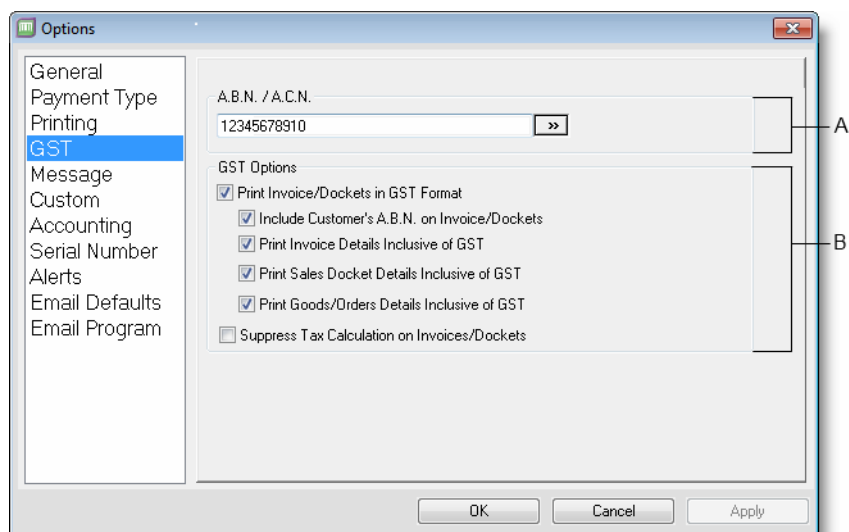 Options
General
Payment Type
Printing
GST
Message
Custom
Accounting
Serial Number
Alerts
Email Defaults
Email Program
A.B.N. / A.C.N.
12345678910
>>
A
GST Options
Print Invoice/Dockets in GST Format
Include Customer's A.B.N. on Invoice/Dockets
Print Invoice Details Inclusive of GST
B
Print Sales Docket Details Inclusive of GST
Print Goods/Orders Details Inclusive of GST
Suppress Tax Calculation on Invoices/Dockets
OK
Cancel
Apply